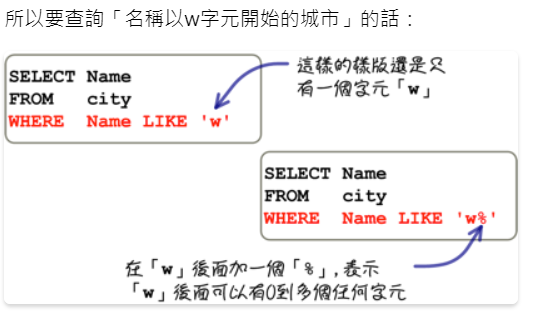 所以要查詢「名稱以w字元開始的城市」的話：
SELECT Name
FROM city
WHERE Name LIKE 'w'
這樣的樣版還是只
有一個字元「w」
SELECT Name
FROM city
WHERE Name LIKE 'w%'
在「w」後面加一個「%」,表示
「w」後面可以有0到多個任何字元